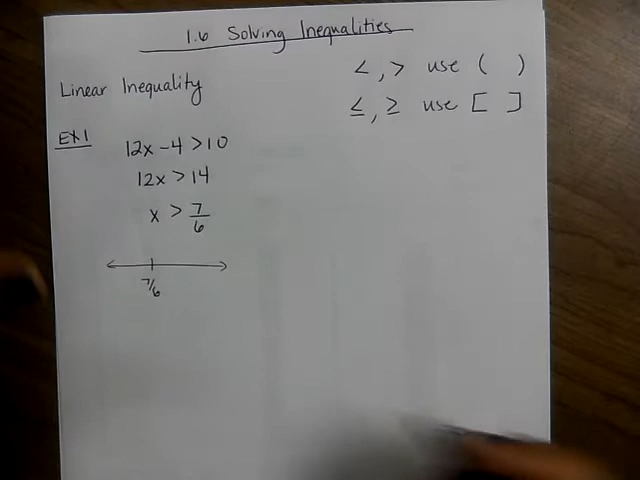 1.6 Solving Inequalities
<, > use ( )
Linear Inequality
≤, ≥ use [ ]
EX1
12x - 4 > 10
12x > 14
x > 7/6
7/6